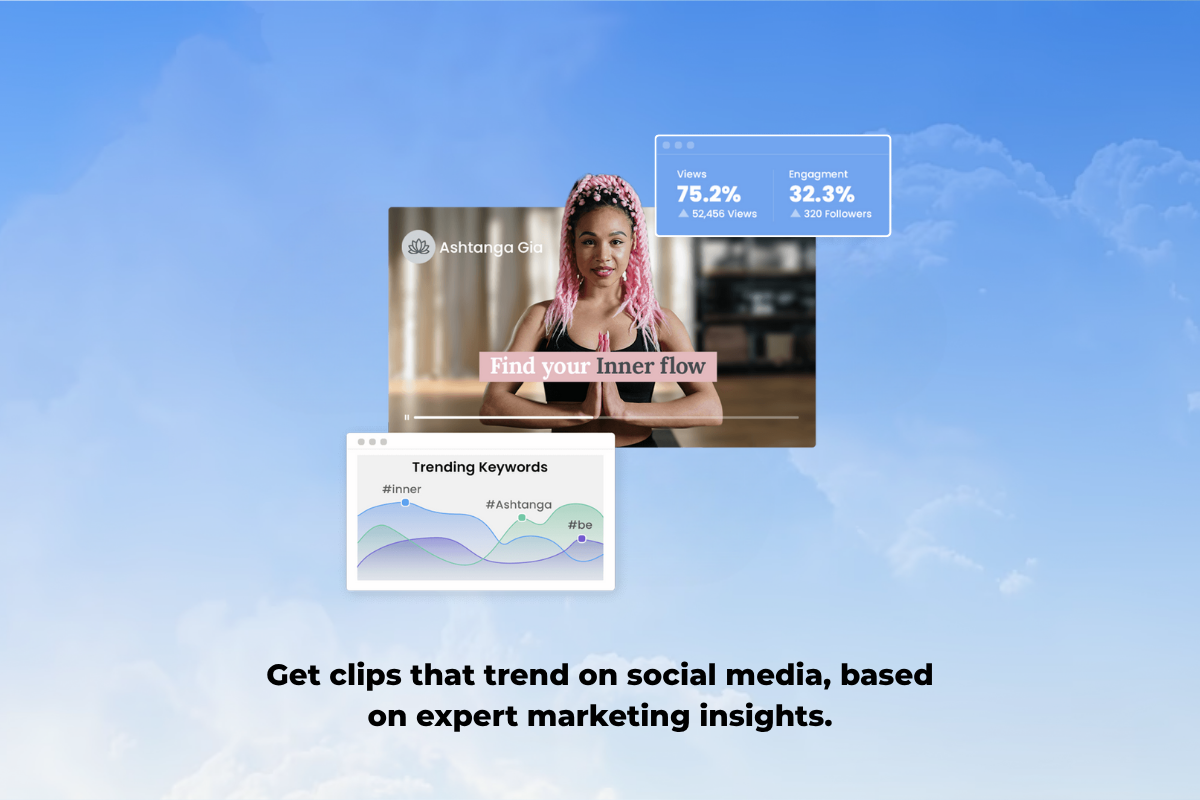 Views
75.2%
52,456 Views
Engagment
32.3%
320 Followers
Ashtanga Gia
Find your Inner flow
Trending Keywords
#inner
#Ashtanga
#be
Get clips that trend on social media, based
on expert marketing insights.